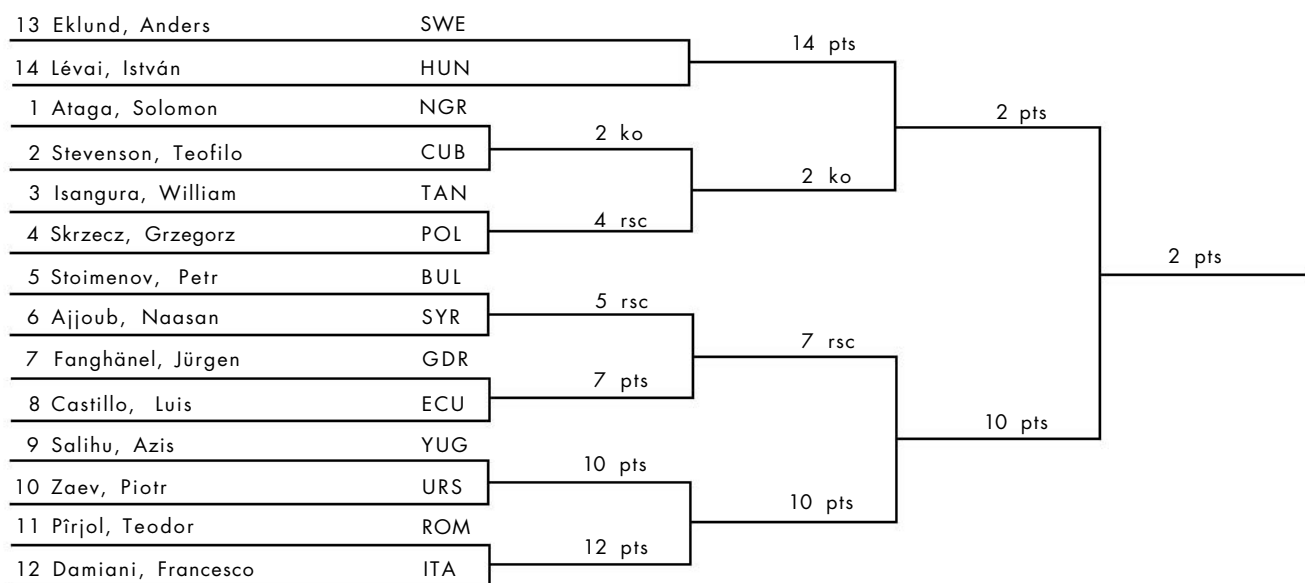 13 Eklund, Anders SWE
14 Lévai, István HUN
1 Ataga, Solomon NGR
2 Stevenson, Teofilo CUB
3 Isangura, William TAN
4 Skrzecz, Grzegorz POL
5 Stoimenov, Petr BUL
6 Ajjoub, Naasan SYR
7 Fanghänel, Jürgen GDR
8 Castillo, Luis ECU
9 Salihu, Azis YUG
10 Zaev, Piotr URS
11 Pîrjol, Teodor ROM
12 Damiani, Francesco ITA
2 ko
4 rsc
5 rsc
7 pts
10 pts
12 pts
14 pts
2 ko
7 rsc
10 pts
2 pts
10 pts
2 pts